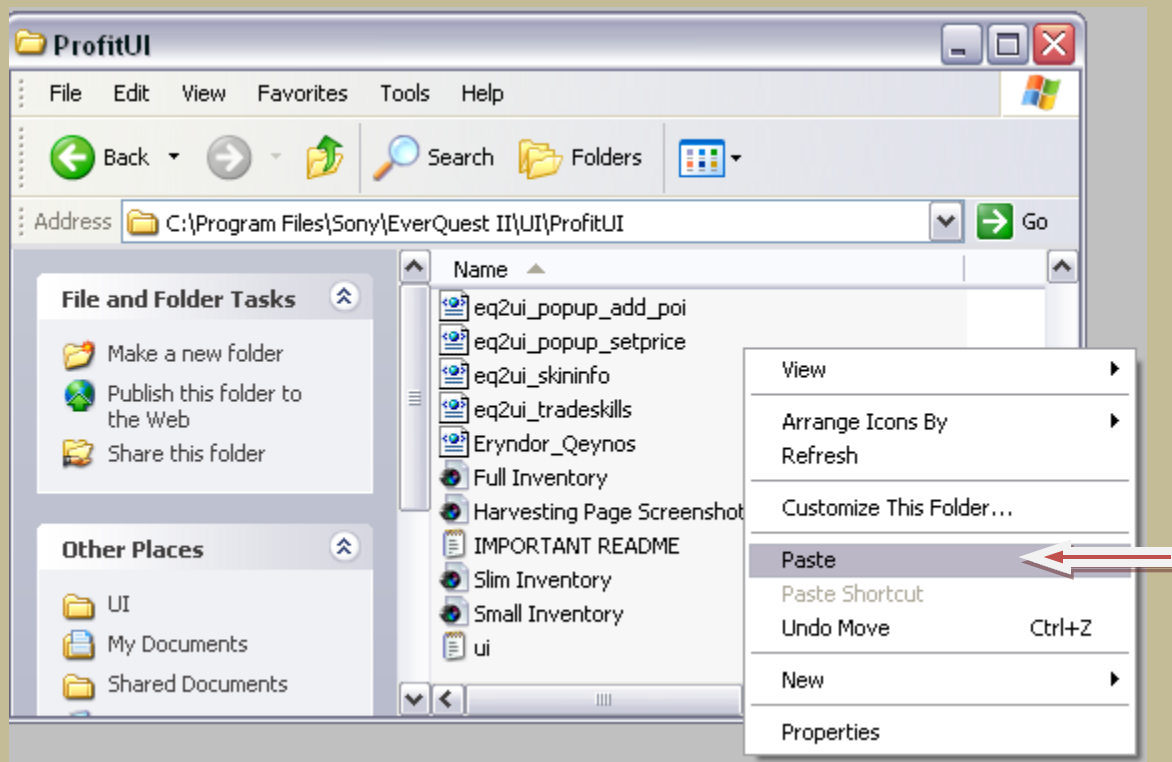 ProfitUI
File Edit View Favorites Tools Help
Back Search Folders
Address C:\Program Files\Sony\EverQuest II\UI\ProfitUI Go
File and Folder Tasks
Make a new folder
Publish this folder to
the Web
Share this folder
Other Places
UI
My Documents
Shared Documents
Name
eq2ui_popup_add_poi
eq2ui_popup_setprice
eq2ui_skininfo
eq2ui_tradeskills
Eryndor_Qeynos
Full Inventory
Harvesting Page Screenshot
IMPORTANT README
Slim Inventory
Small Inventory
ui
View
Arrange Icons By
Refresh
Customize This Folder...
Paste
Paste Shortcut
Undo Move Ctrl+Z
New
Properties